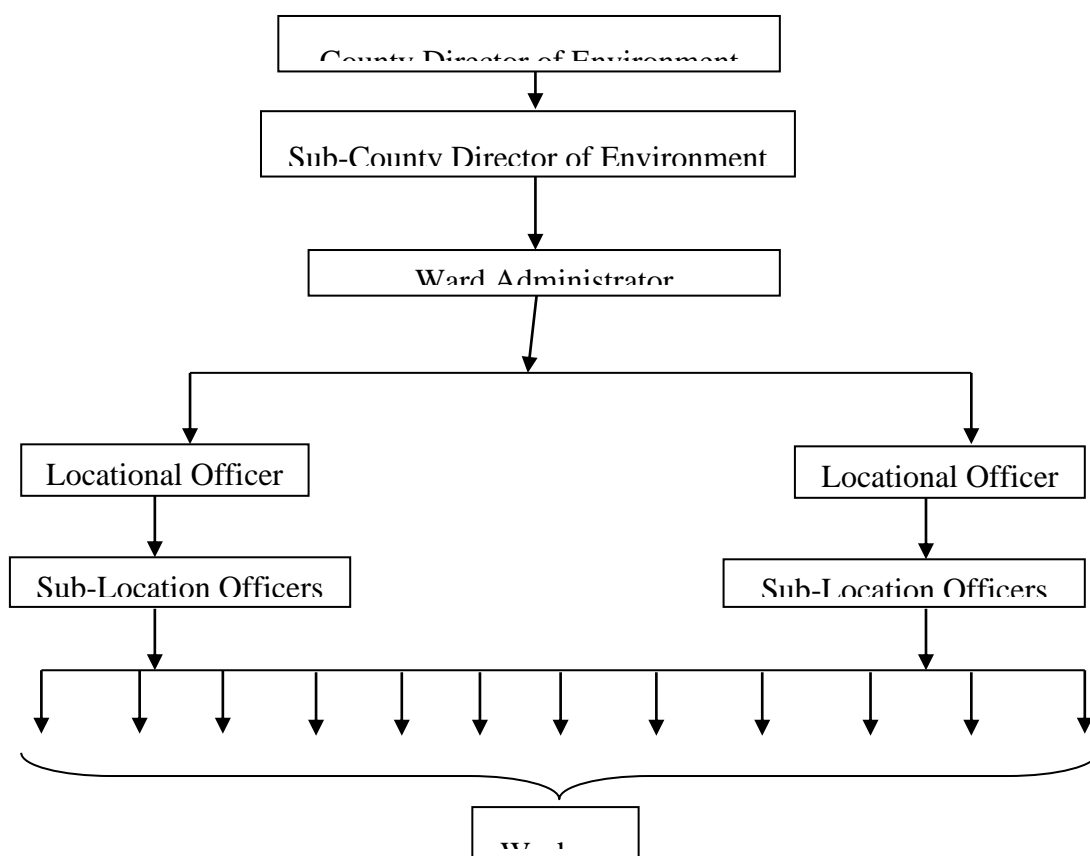 County Director of Environment
Sub-County Director of Environment
Ward Administrator
Locational Officer
Locational Officer
Sub-Location Officers
Sub-Location Officers